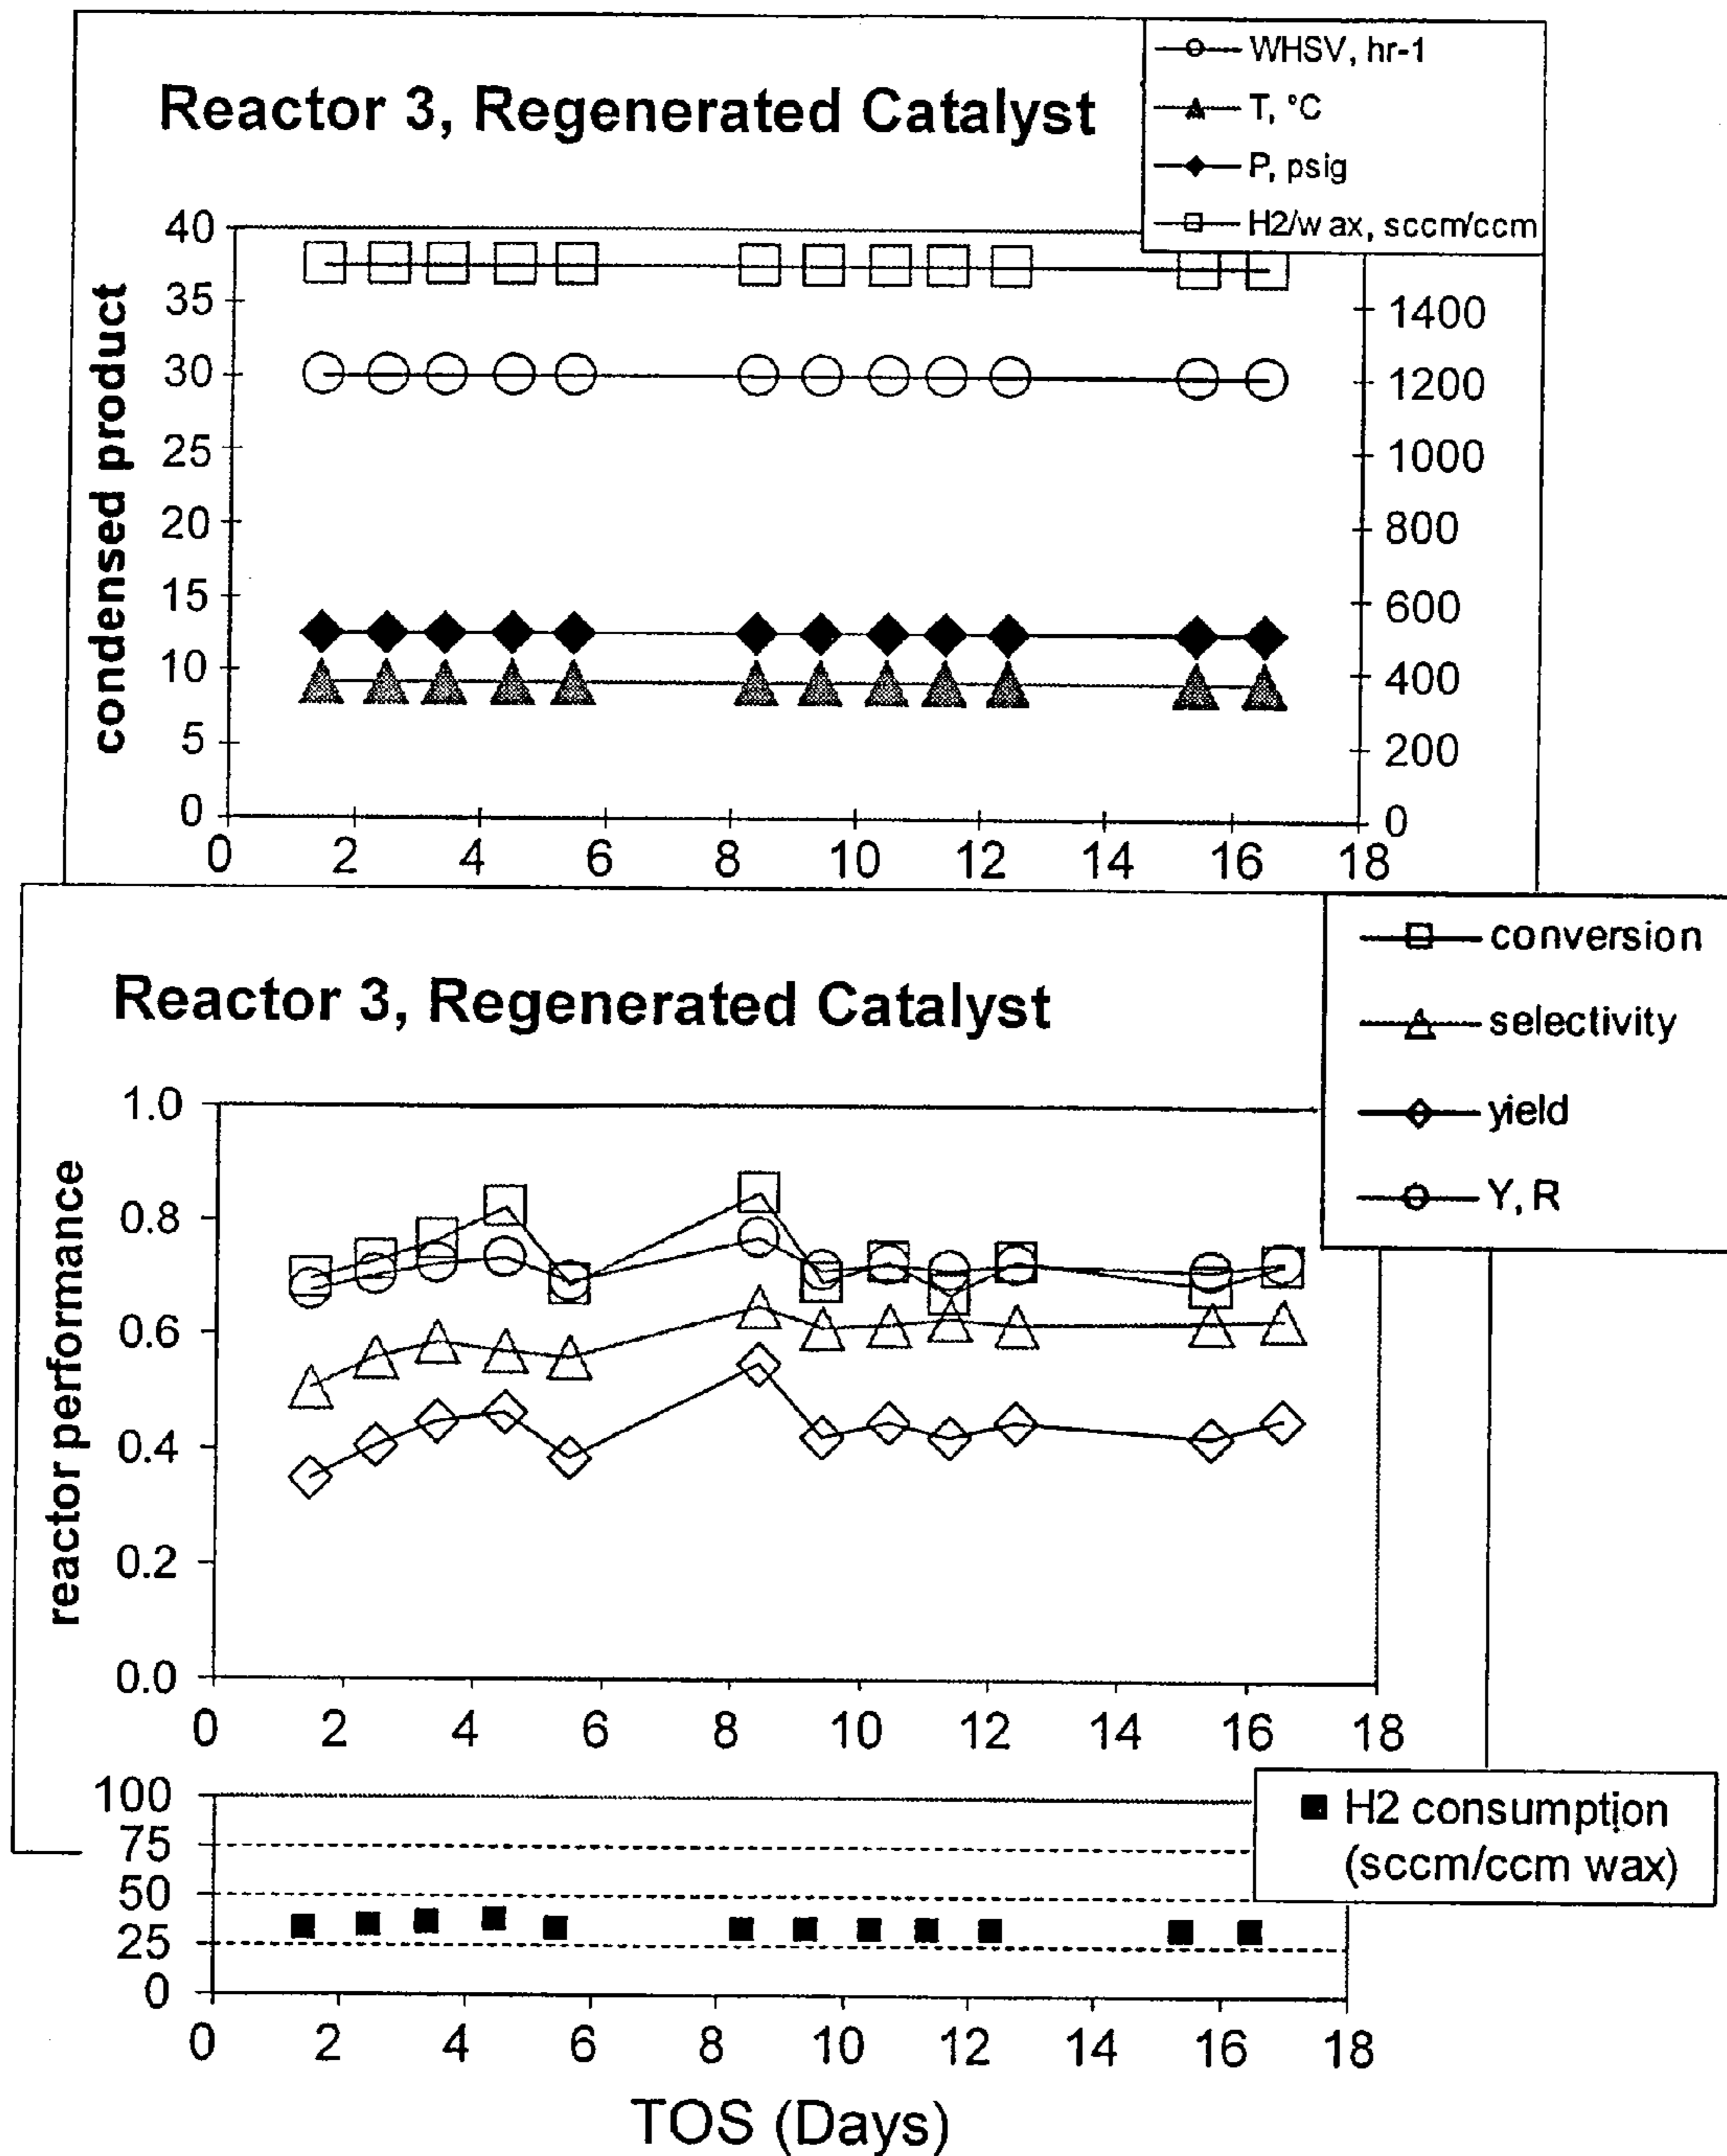 WHSV, hr-1
T, °C
P, psig
H2/wax, sccm/ccm
Reactor 3, Regenerated Catalyst
condensed product
40
35
30
25
20
15
10
5
0
1400
1200
1000
800
600
400
200
0
0 2 4 6 8 10 12 14 16 18
conversion
selectivity
yield
Y, R
Reactor 3, Regenerated Catalyst
reactor performance
1.0
0.8
0.6
0.4
0.2
0.0
0 2 4 6 8 10 12 14 16 18
H2 consumption
(sccm/ccm wax)
100
75
50
25
0
0 2 4 6 8 10 12 14 16 18
TOS (Days)